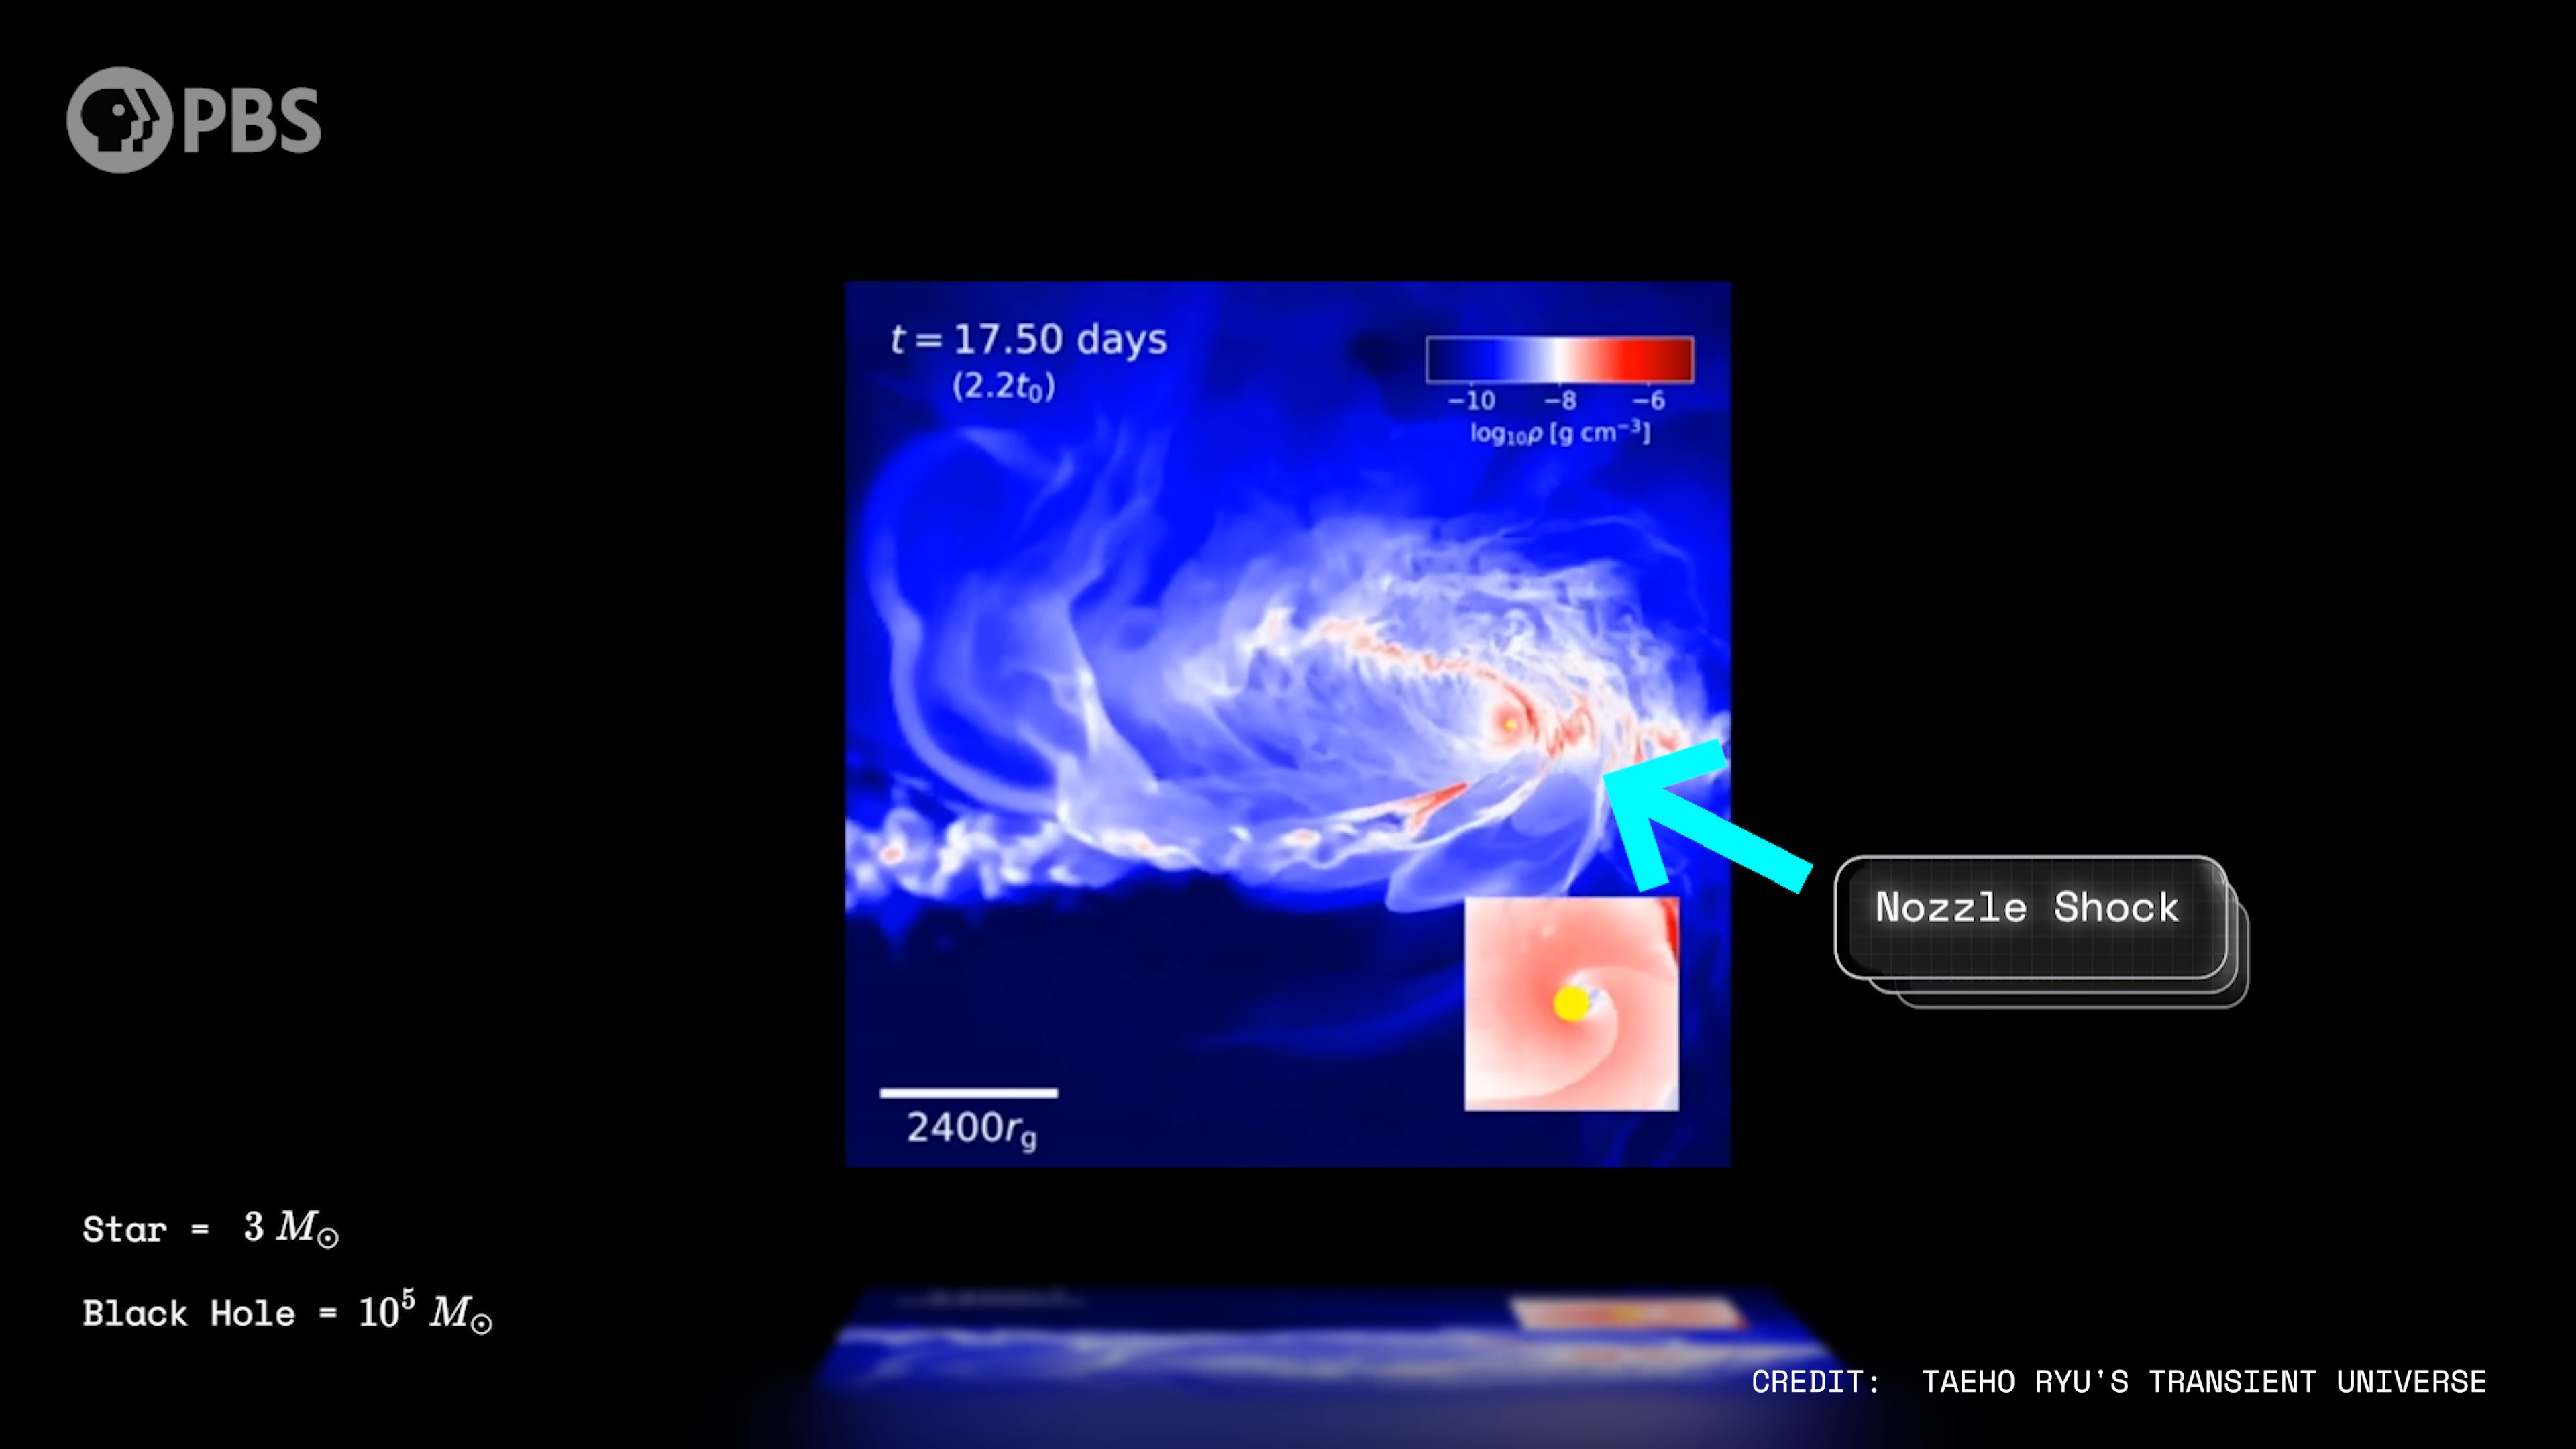 PBS
t = 17.50 days
(2.2t₀)
−10 −8 −6
log₁₀ρ [g cm⁻³]
Nozzle Shock
2400r_g
Star = 3 M☉
Black Hole = 10⁵ M☉
CREDIT: TAEHO RYU'S TRANSIENT UNIVERSE